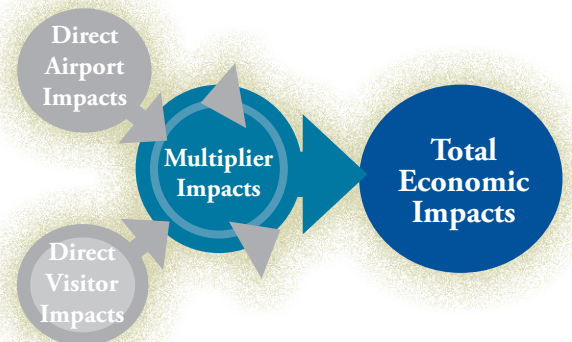 Direct
Airport
Impacts
Multiplier
Impacts
Total
Economic
Impacts
Direct
Visitor
Impacts